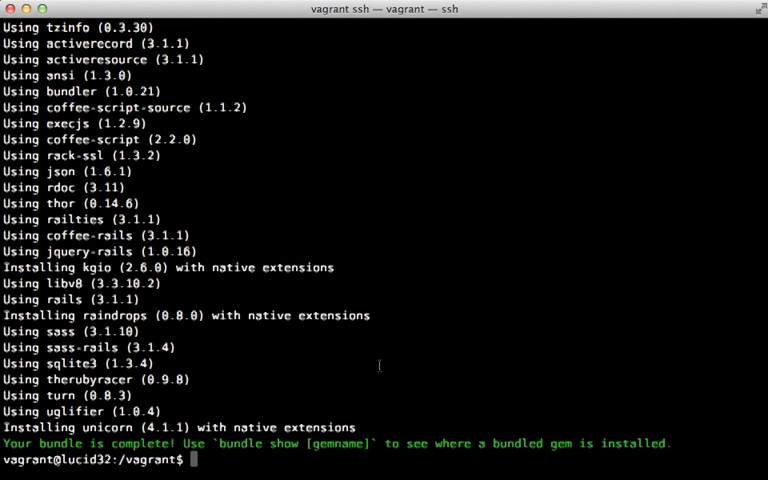 vagrant ssh — vagrant — ssh
Using tzinfo (0.3.30)
Using activerecord (3.1.1)
Using activeresource (3.1.1)
Using ansi (1.3.0)
Using bundler (1.0.21)
Using coffee-script-source (1.1.2)
Using execjs (1.2.9)
Using coffee-script (2.2.0)
Using rack-ssl (1.3.2)
Using json (1.6.1)
Using rdoc (3.11)
Using thor (0.14.6)
Using railties (3.1.1)
Using coffee-rails (3.1.1)
Using jquery-rails (1.0.16)
Installing kgio (2.6.0) with native extensions
Using libv8 (3.3.10.2)
Using rails (3.1.1)
Installing raindrops (0.8.0) with native extensions
Using sass (3.1.10)
Using sass-rails (3.1.4)
Using sqlite3 (1.3.4)
Using therubyracer (0.9.8)
Using turn (0.8.3)
Using uglifier (1.0.4)
Installing unicorn (4.1.1) with native extensions
Your bundle is complete! Use `bundle show [gemname]` to see where a bundled gem is installed.
vagrant@lucid32:/vagrant$